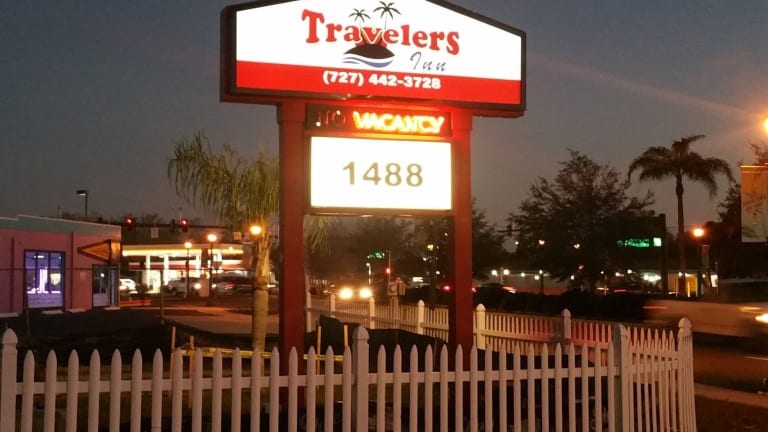 Travelers
Inn
(727) 442-3728
NO VACANCY
1488